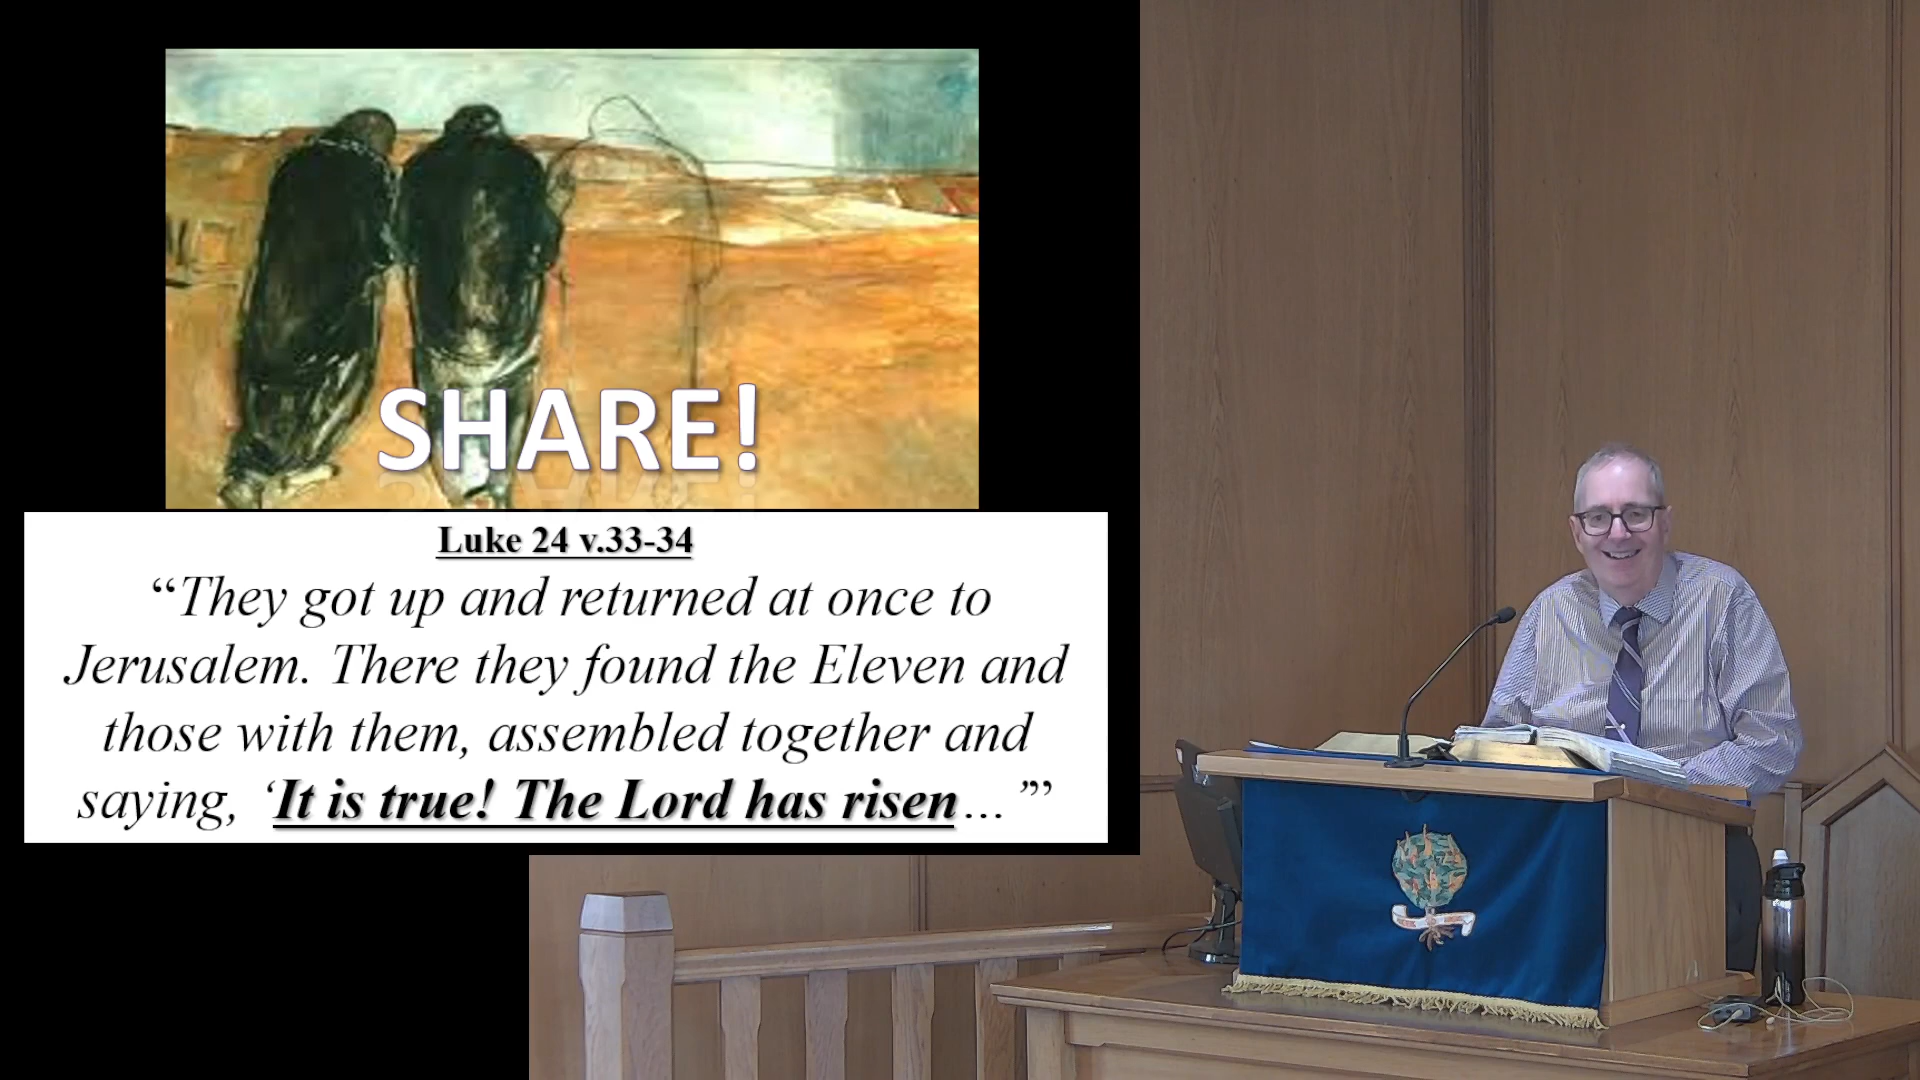 SHARE!
Luke 24 v.33-34
“They got up and returned at once to
Jerusalem. There they found the Eleven and
those with them, assembled together and
saying, ‘It is true! The Lord has risen…’”